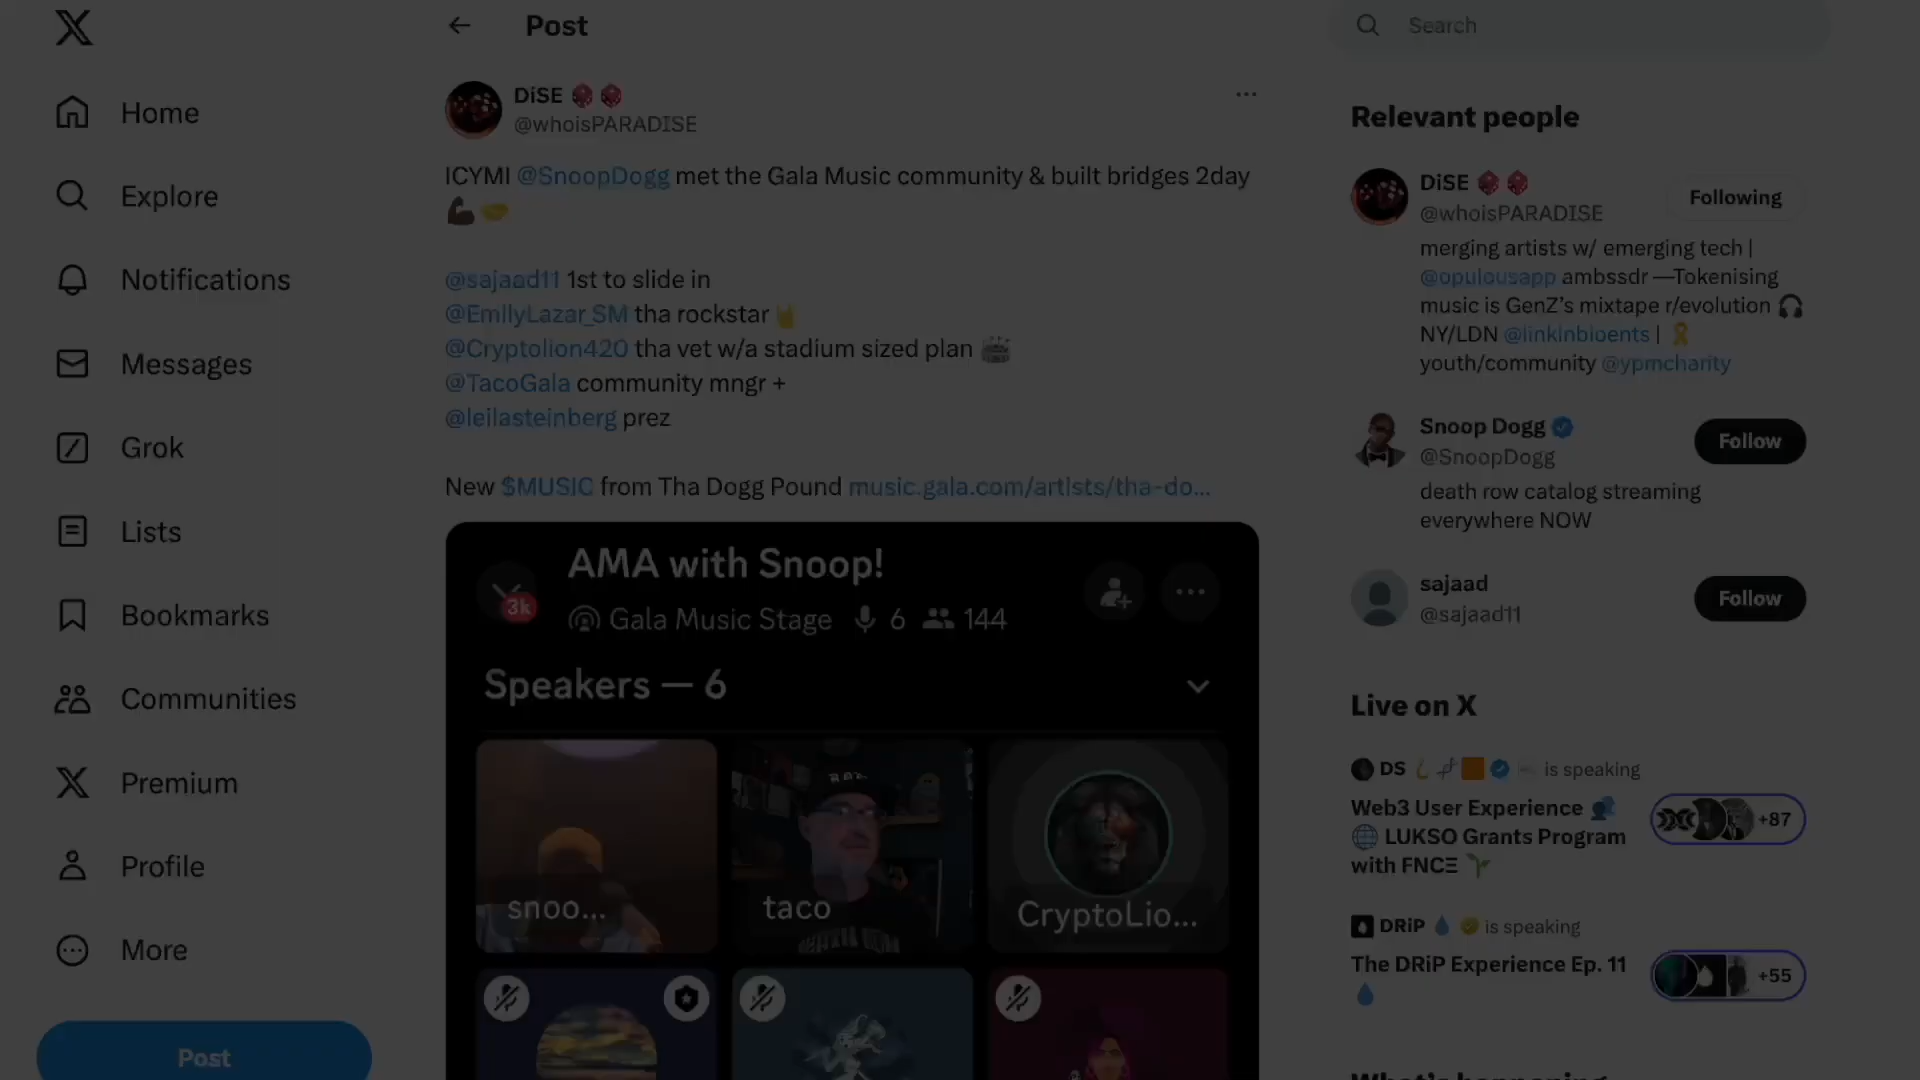 Home
Explore
Notifications
Messages
Grok
Lists
Bookmarks
Communities
Premium
Profile
More
Post
Post
DiSE
@whoisPARADISE
ICYMI @SnoopDogg met the Gala Music community & built bridges 2day
@sajaad11 1st to slide in
@EmilyLazar_SM tha rockstar
@Cryptolion420 tha vet w/a stadium sized plan
@TacoGala community mngr +
@leilasteinberg prez
New $MUSIC from Tha Dogg Pound music.gala.com/artists/tha-do...
AMA with Snoop!
3k
Gala Music Stage 6 144
Speakers — 6
snoo...
taco
CryptoLio...
Search
Relevant people
DiSE
@whoisPARADISE
Following
merging artists w/ emerging tech |
@opulousapp ambssdr —Tokenising
music is GenZ's mixtape r/evolution
NY/LDN @linkinbioents |
youth/community @ypmcharity
Snoop Dogg
@SnoopDogg
Follow
death row catalog streaming
everywhere NOW
sajaad
@sajaad11
Follow
Live on X
DS is speaking
Web3 User Experience
LUKSO Grants Program
with FNCΞ
+87
DRiP is speaking
The DRiP Experience Ep. 11
+55
What's happening